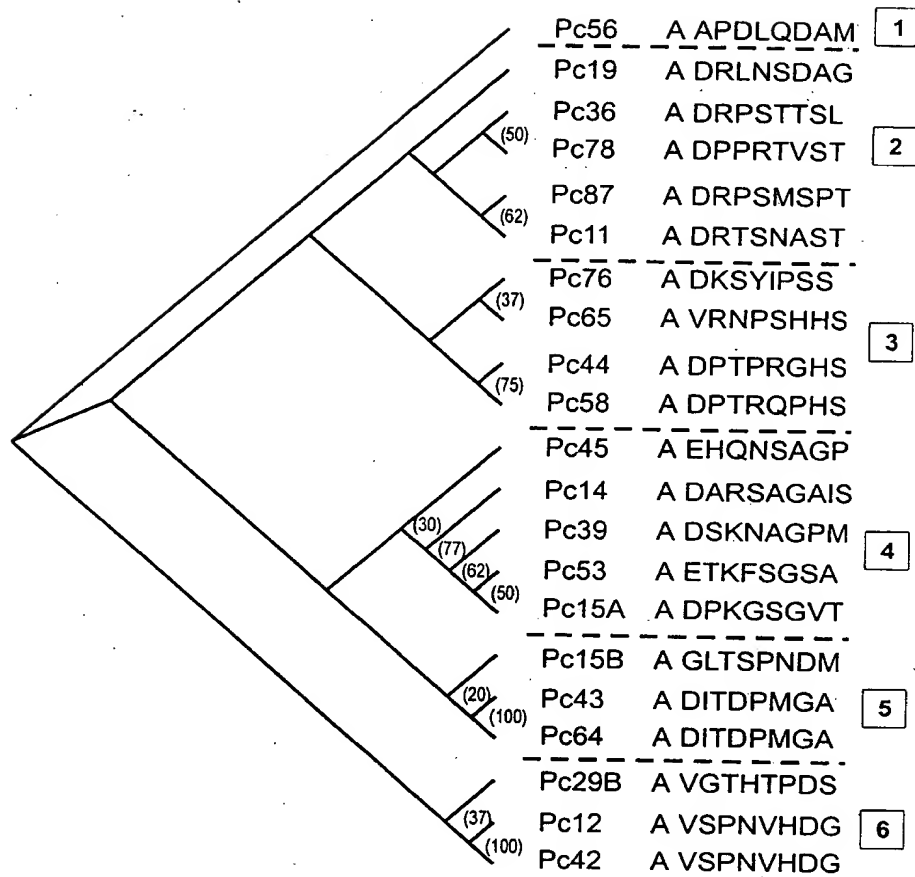 Pc56 A APDLQDAM 1
Pc19 A DRLNSDAG
Pc36 A DRPSTTSL
(50)
Pc78 A DPPRTVST 2
Pc87 A DRPSMSPT
(62)
Pc11 A DRTSNAST
Pc76 A DKSYIPSS
(37)
Pc65 A VRNPSHHS
3
Pc44 A DPTPRGHS
(75)
Pc58 A DPTRQPHS
Pc45 A EHQNSAGP
Pc14 A DARSAGAIS
(30)
Pc39 A DSKNAGPM
(77)
4
Pc53 A ETKFSGSA
(62)
(50)
Pc15A A DPKGSGVT
Pc15B A GLTSPNDM
(20)
Pc43 A DITDPMGA 5
(100)
Pc64 A DITDPMGA
Pc29B A VGTHTPDS
(37)
Pc12 A VSPNVHDG 6
(100)
Pc42 A VSPNVHDG